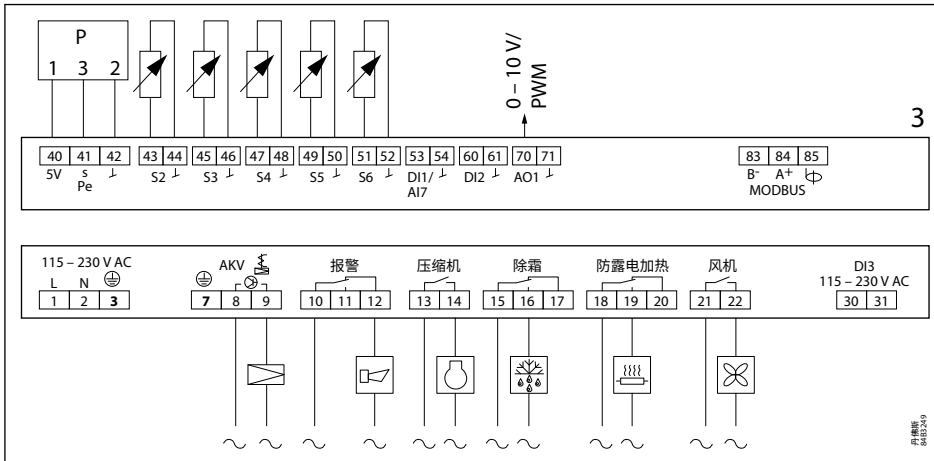 P
1 3 2
0 – 10 V/
PWM
3
40 41 42 43 44 45 46 47 48 49 50 51 52 53 54 60 61 70 71 83 84 85
5V s S2 S3 S4 S5 S6 DI1/ DI2 AO1 B- A+
Pe AI7 MODBUS
115 – 230 V AC AKV 报警 压缩机 除霜 防露电加热 风机 DI3
L N 115 – 230 V AC
1 2 3 7 8 9 10 11 12 13 14 15 16 17 18 19 20 21 22 30 31
丹佛斯
84B3249